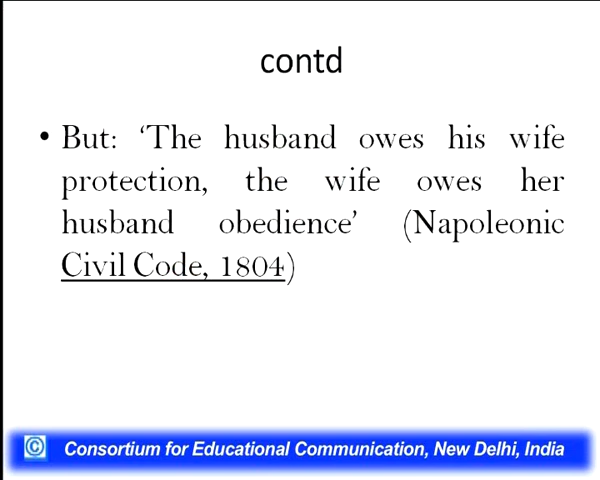 contd
• But: ‘The husband owes his wife
protection, the wife owes her
husband obedience’ (Napoleonic
Civil Code, 1804)
© Consortium for Educational Communication, New Delhi, India